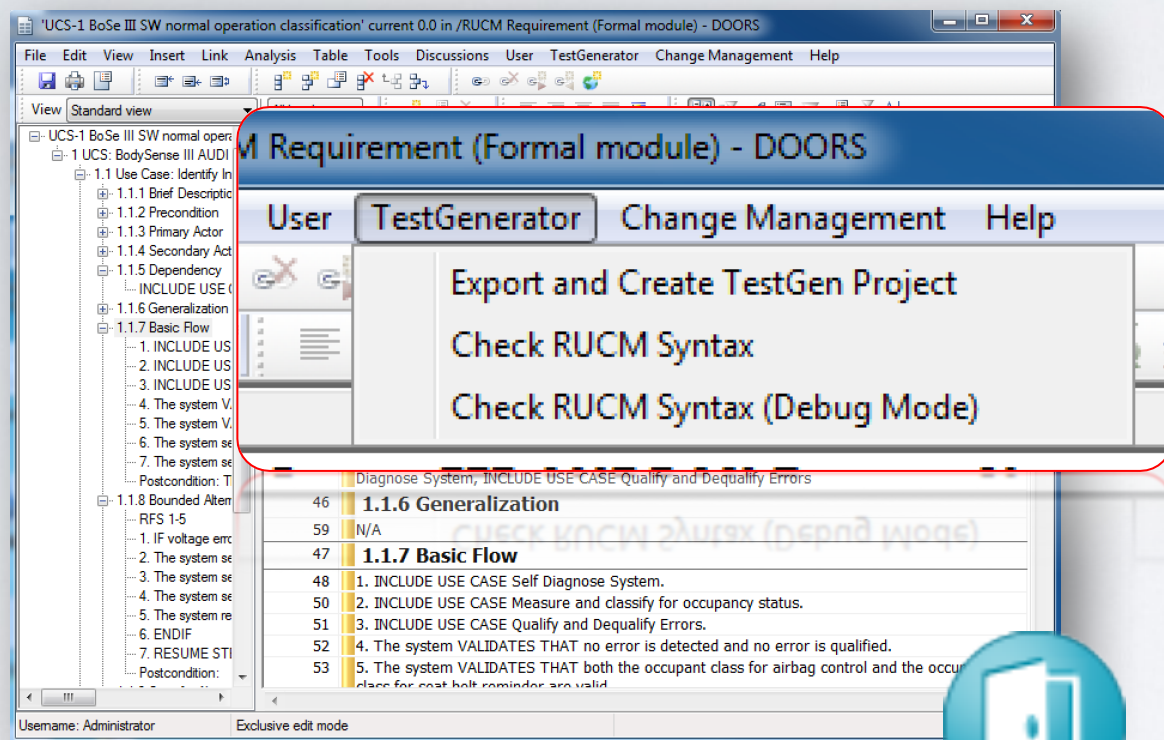 'UCS-1 BoSe III SW normal operation classification' current 0.0 in /RUCM Requirement (Formal module) - DOORS
File Edit View Insert Link Analysis Table Tools Discussions User TestGenerator Change Management Help
View Standard view
UCS-1 BoSe III SW normal opera
1 UCS: BodySense III AUDI
1.1 Use Case: Identify In
1.1.1 Brief Descriptio
1.1.2 Precondition
1.1.3 Primary Actor
1.1.4 Secondary Act
1.1.5 Dependency
INCLUDE USE
1.1.6 Generalization
1.1.7 Basic Flow
1. INCLUDE US
2. INCLUDE US
3. INCLUDE US
4. The system V
5. The system V
6. The system se
7. The system se
Postcondition: T
1.1.8 Bounded Altern
RFS 1-5
1. IF voltage erro
2. The system se
3. The system se
4. The system se
5. The system re
6. ENDIF
7. RESUME STE
Postcondition:
M Requirement (Formal module) - DOORS
User TestGenerator Change Management Help
Export and Create TestGen Project
Check RUCM Syntax
Check RUCM Syntax (Debug Mode)
Diagnose System, INCLUDE USE CASE Qualify and Dequalify Errors
46 1.1.6 Generalization
59 N/A
47 1.1.7 Basic Flow
48 1. INCLUDE USE CASE Self Diagnose System.
50 2. INCLUDE USE CASE Measure and classify for occupancy status.
51 3. INCLUDE USE CASE Qualify and Dequalify Errors.
52 4. The system VALIDATES THAT no error is detected and no error is qualified.
53 5. The system VALIDATES THAT both the occupant class for airbag control and the occup
class for seat belt reminder are valid
Username: Administrator Exclusive edit mode